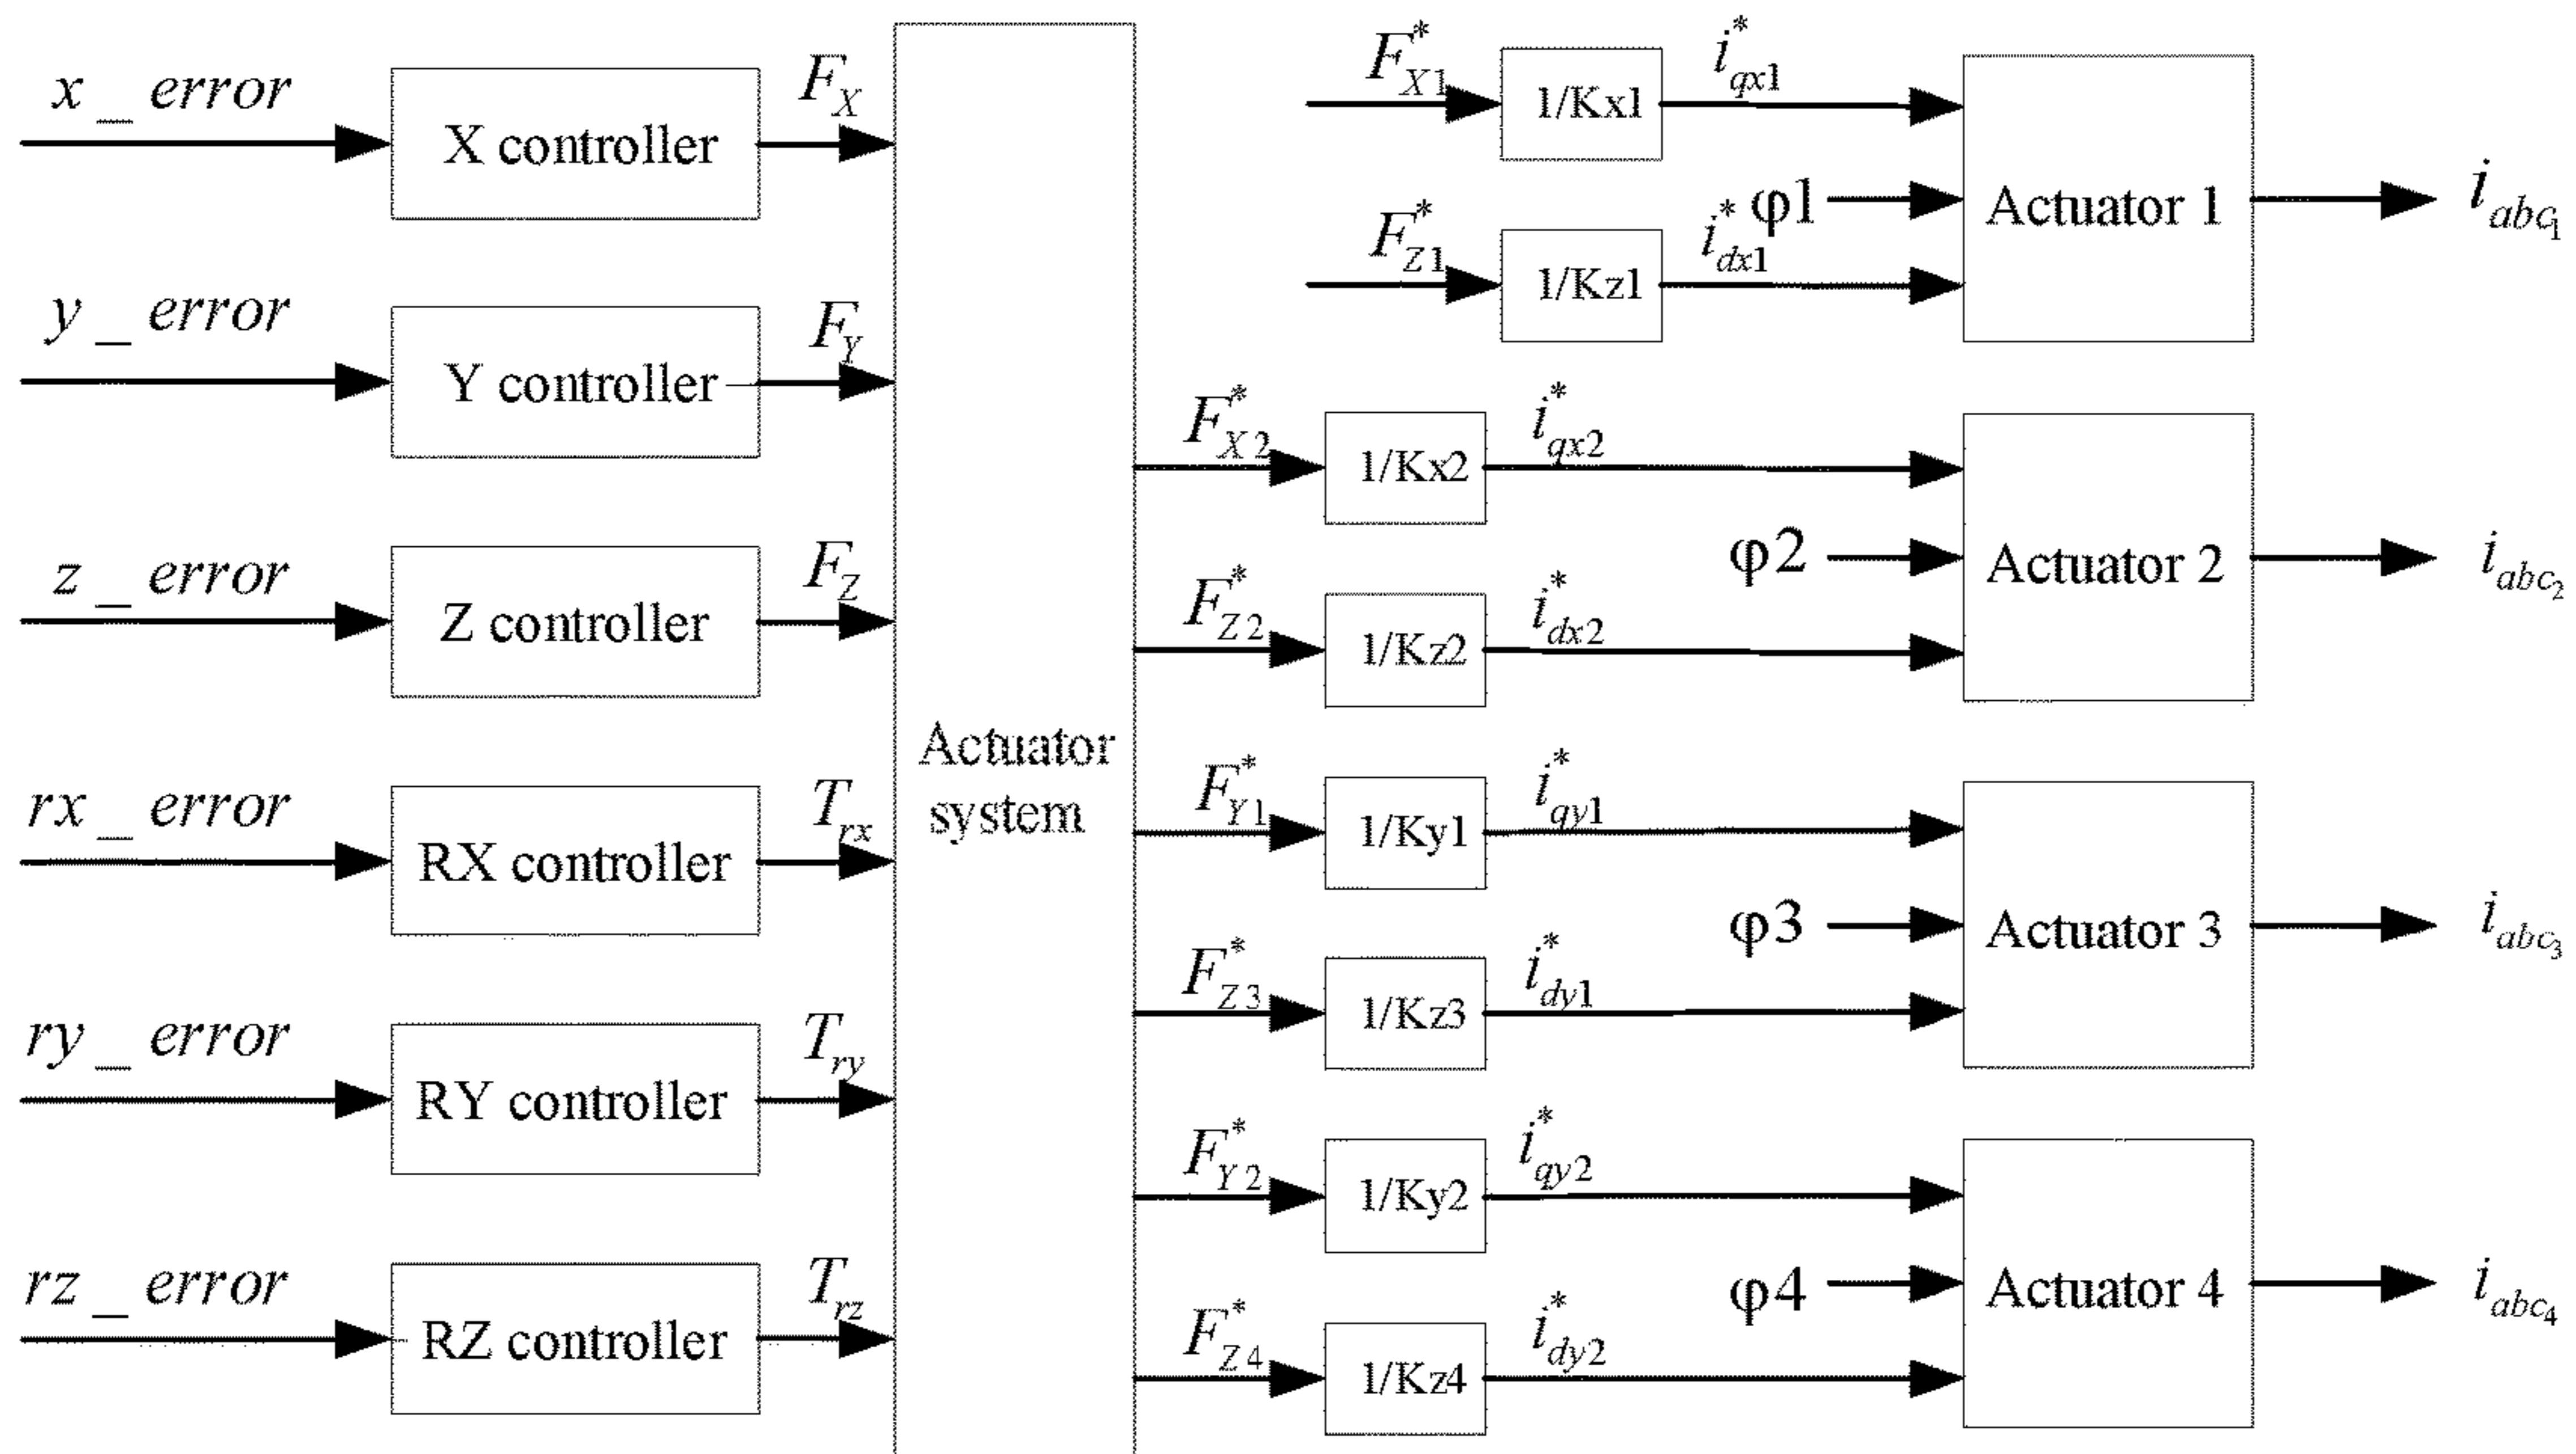 x_error
X controller
F_X
y_error
Y controller
F_Y
z_error
Z controller
F_Z
rx_error
RX controller
T_rx
ry_error
RY controller
T_ry
rz_error
RZ controller
T_rz
Actuator
system
F*_X1
1/Kx1
i*_qx1
φ1
F*_Z1
1/Kz1
i*_dx1
Actuator 1
i_abc1
F*_X2
1/Kx2
i*_qx2
φ2
F*_Z2
1/Kz2
i*_dx2
Actuator 2
i_abc2
F*_Y1
1/Ky1
i*_qy1
φ3
F*_Z3
1/Kz3
i*_dy1
Actuator 3
i_abc3
F*_Y2
1/Ky2
i*_qy2
φ4
F*_Z4
1/Kz4
i*_dy2
Actuator 4
i_abc4